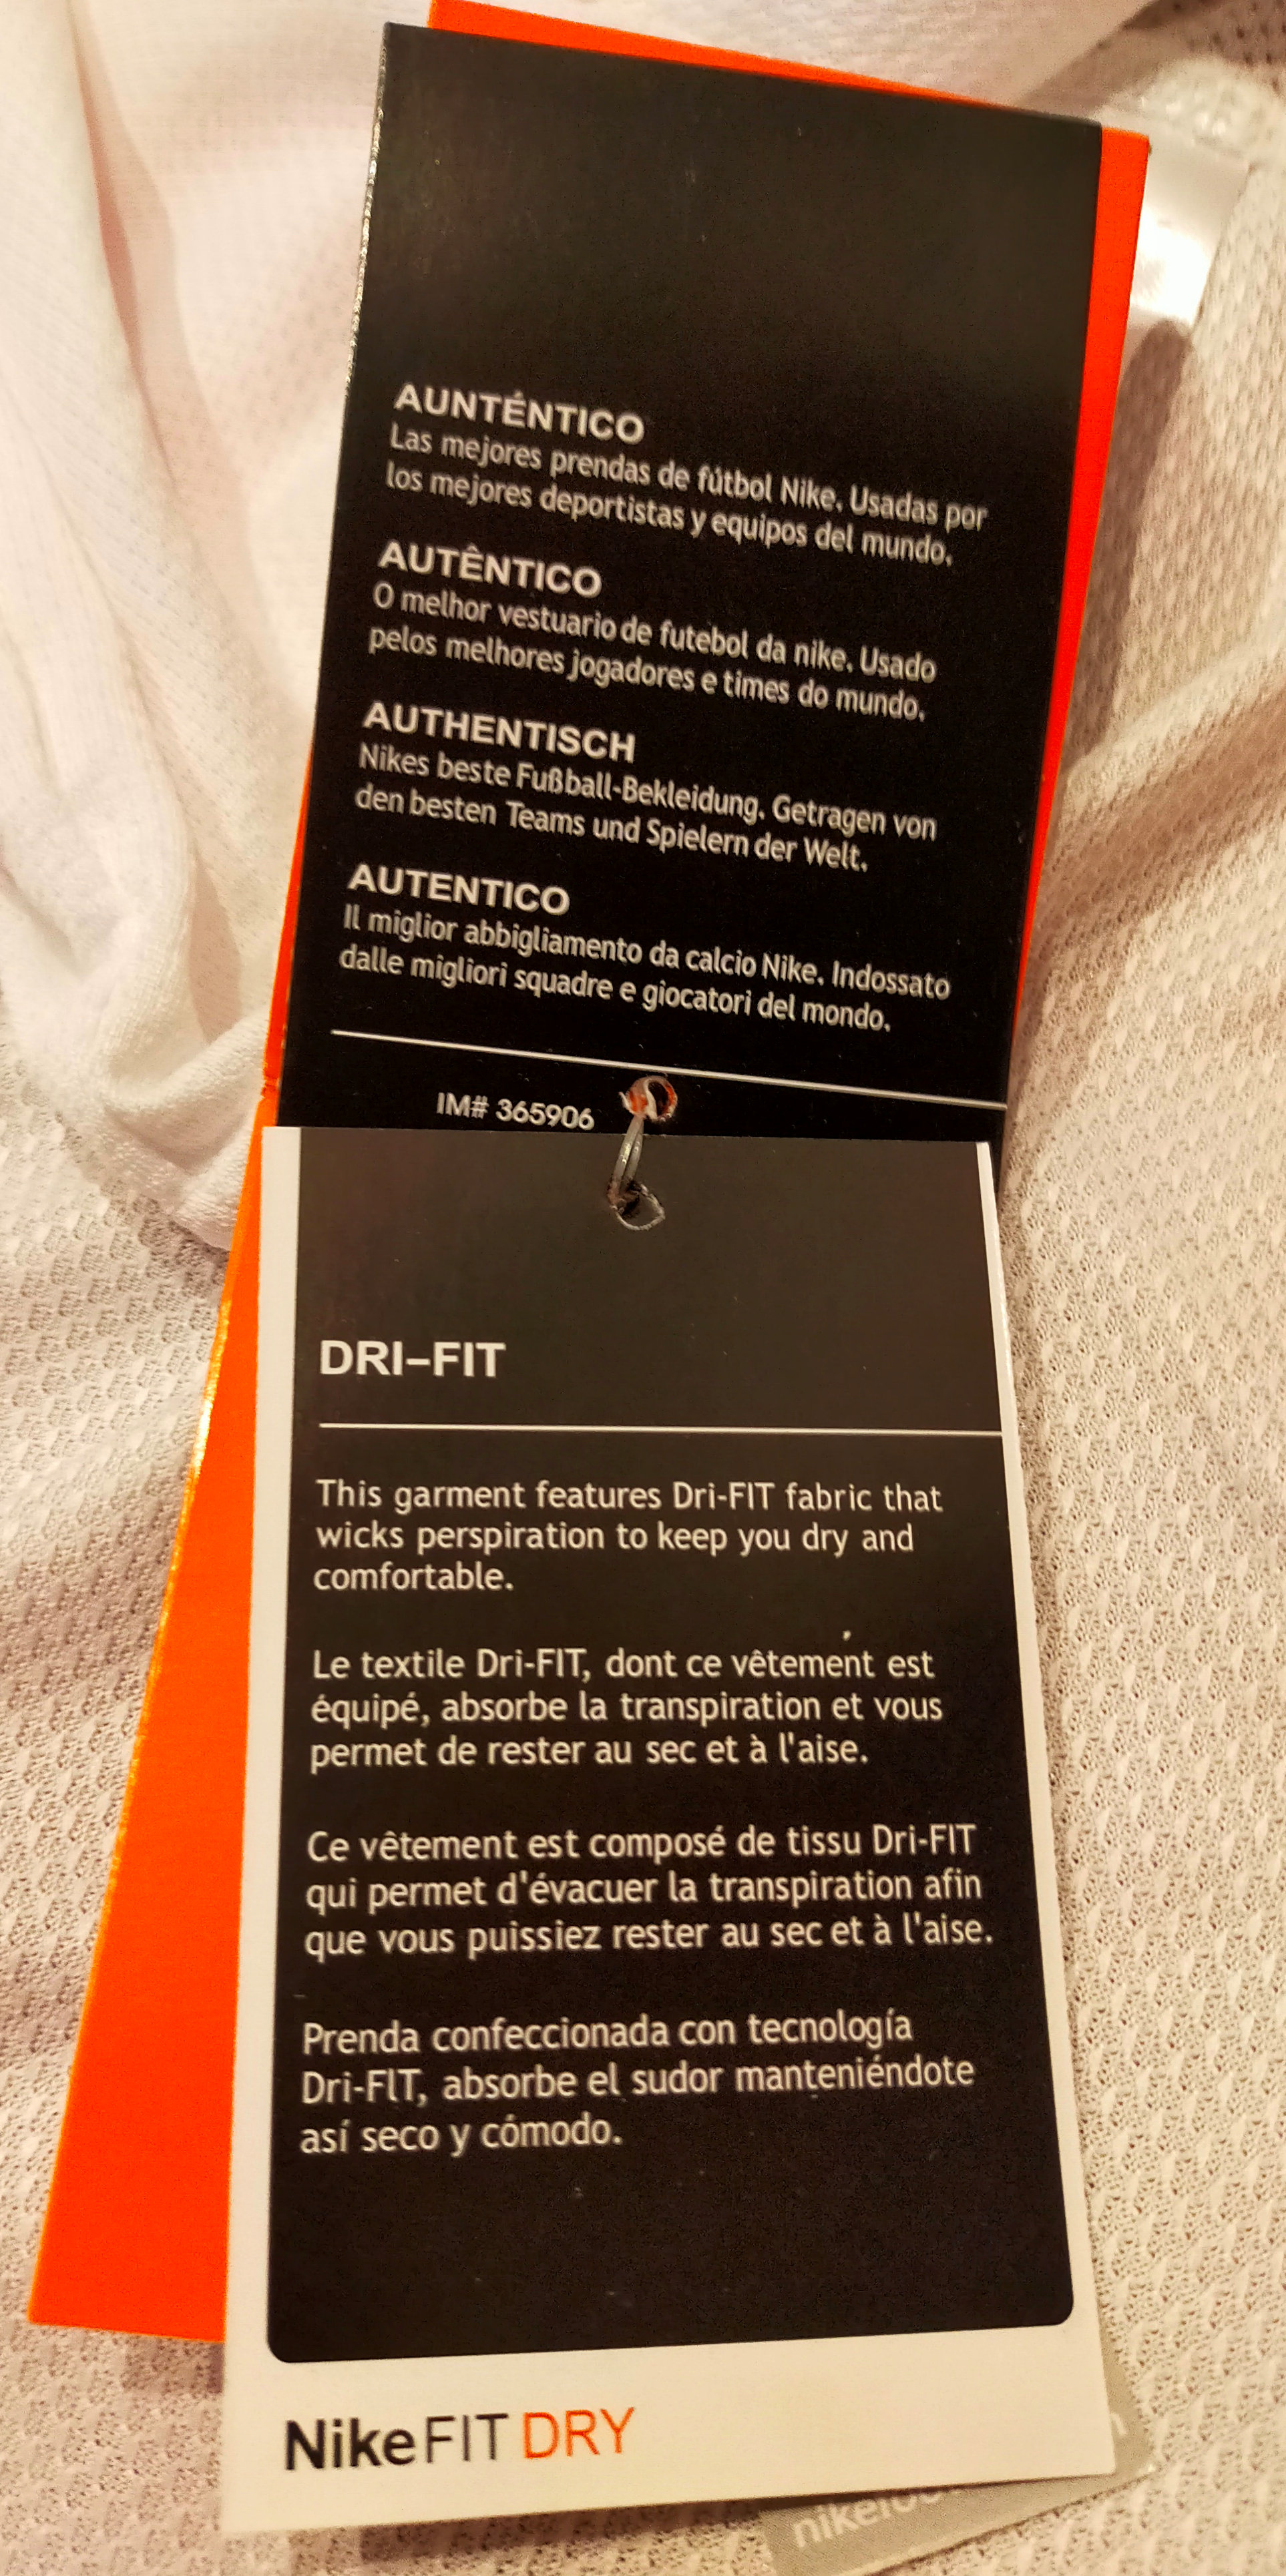 AUNTÉNTICO
Las mejores prendas de fútbol Nike. Usadas por
los mejores deportistas y equipos del mundo.
AUTÊNTICO
O melhor vestuario de futebol da nike. Usado
pelos melhores jogadores e times do mundo.
AUTHENTISCH
Nikes beste Fußball-Bekleidung. Getragen von
den besten Teams und Spielern der Welt.
AUTENTICO
Il miglior abbigliamento da calcio Nike. Indossato
dalle migliori squadre e giocatori del mondo.
IM# 365906
DRI-FIT
This garment features Dri-FIT fabric that
wicks perspiration to keep you dry and
comfortable.
Le textile Dri-FIT, dont ce vêtement est
équipé, absorbe la transpiration et vous
permet de rester au sec et à l'aise.
Ce vêtement est composé de tissu Dri-FIT
qui permet d'évacuer la transpiration afin
que vous puissiez rester au sec et à l'aise.
Prenda confeccionada con tecnología
Dri-FlT, absorbe el sudor manteniéndote
así seco y cómodo.
NikeFIT DRY